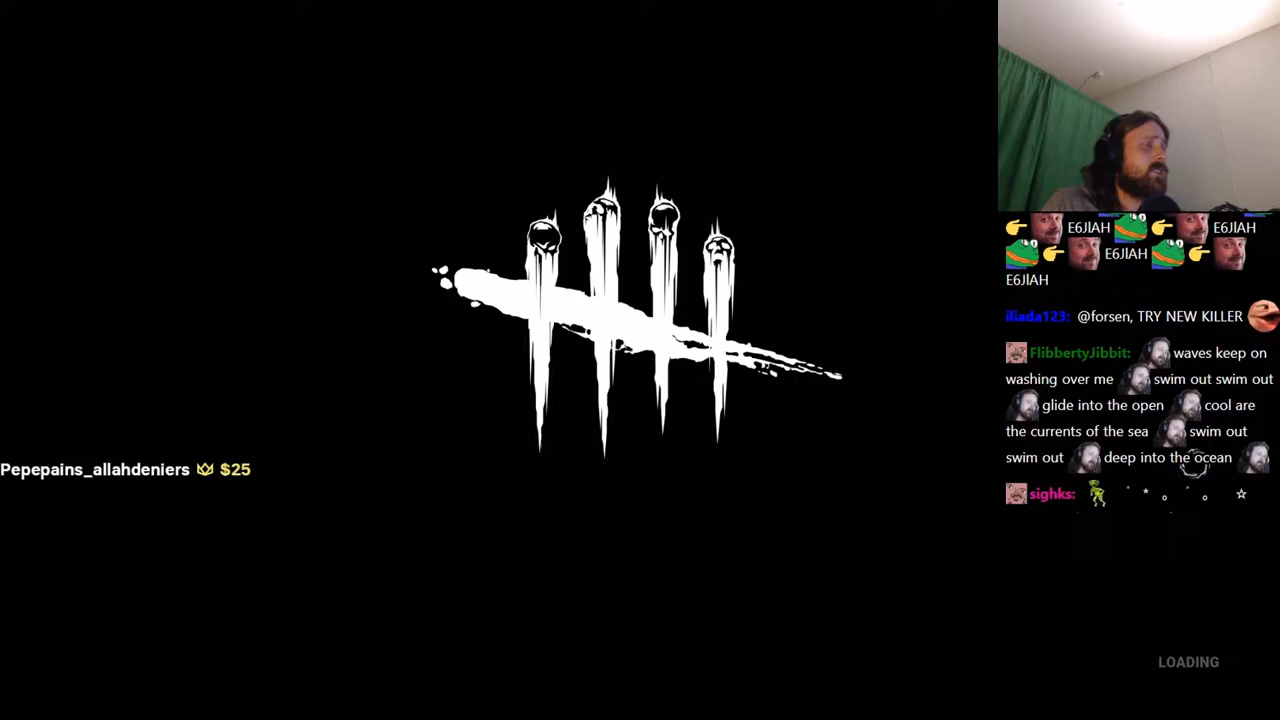 E6JIAH E6JIAH
E6JIAH
E6JIAH
iliada123: @forsen, TRY NEW KILLER
FlibbertyJibbit: waves keep on
washing over me swim out swim out
glide into the open cool are
the currents of the sea swim out
swim out deep into the ocean
Pepepains_allahdeniers $25
sighks:
LOADING